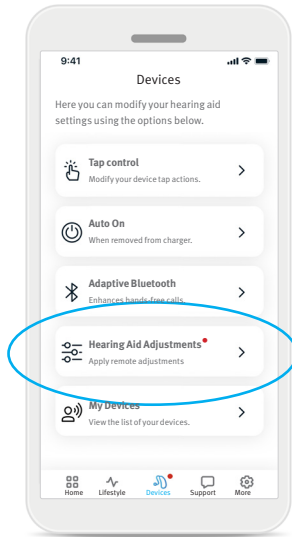 9:41
Devices
Here you can modify your hearing aid
settings using the options below.
Tap control
Modify your device tap actions.
Auto On
When removed from charger.
Adaptive Bluetooth
Enhances hands-free calls
Hearing Aid Adjustments
Apply remote adjustments
My Devices
View the list of your devices.
Home Lifestyle Devices Support More